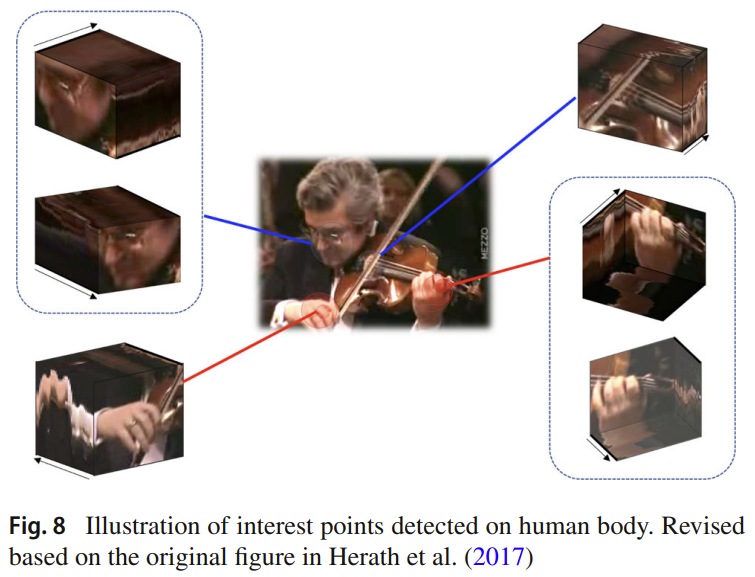 MEZZO
Fig. 8 Illustration of interest points detected on human body. Revised
based on the original figure in Herath et al. (2017)